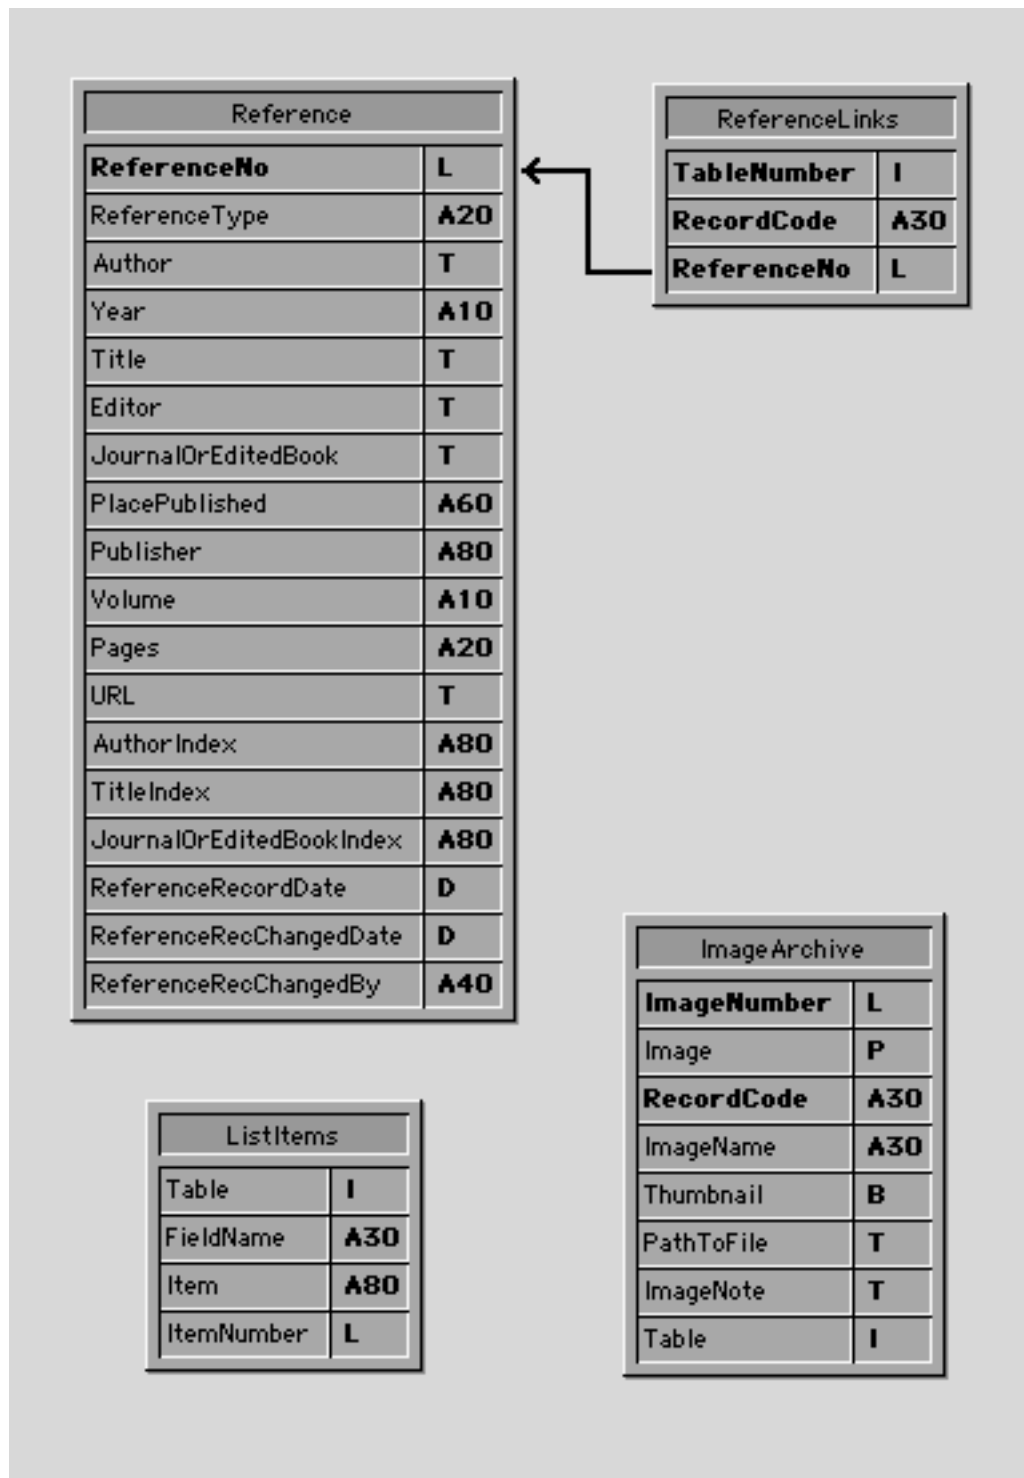 Reference
ReferenceNo L
ReferenceType A20
Author T
Year A10
Title T
Editor T
JournalOrEditedBook T
PlacePublished A60
Publisher A80
Volume A10
Pages A20
URL T
AuthorIndex A80
TitleIndex A80
JournalOrEditedBookIndex A80
ReferenceRecordDate D
ReferenceRecChangedDate D
ReferenceRecChangedBy A40
ReferenceLinks
TableNumber I
RecordCode A30
ReferenceNo L
ListItems
Table I
FieldName A30
Item A80
ItemNumber L
ImageArchive
ImageNumber L
Image P
RecordCode A30
ImageName A30
Thumbnail B
PathToFile T
ImageNote T
Table I